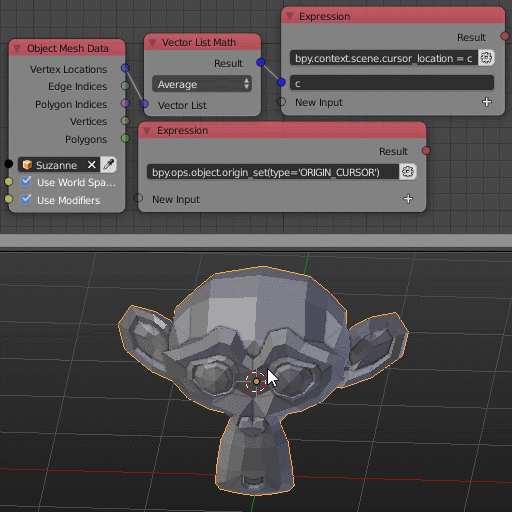 Object Mesh Data
Vertex Locations
Edge Indices
Polygon Indices
Vertices
Polygons
Suzanne
Use World Spa...
Use Modifiers
Vector List Math
Result
Average
Vector List
Expression
Result
bpy.context.scene.cursor_location = c
c
New Input
Expression
Result
bpy.ops.object.origin_set(type='ORIGIN_CURSOR')
New Input